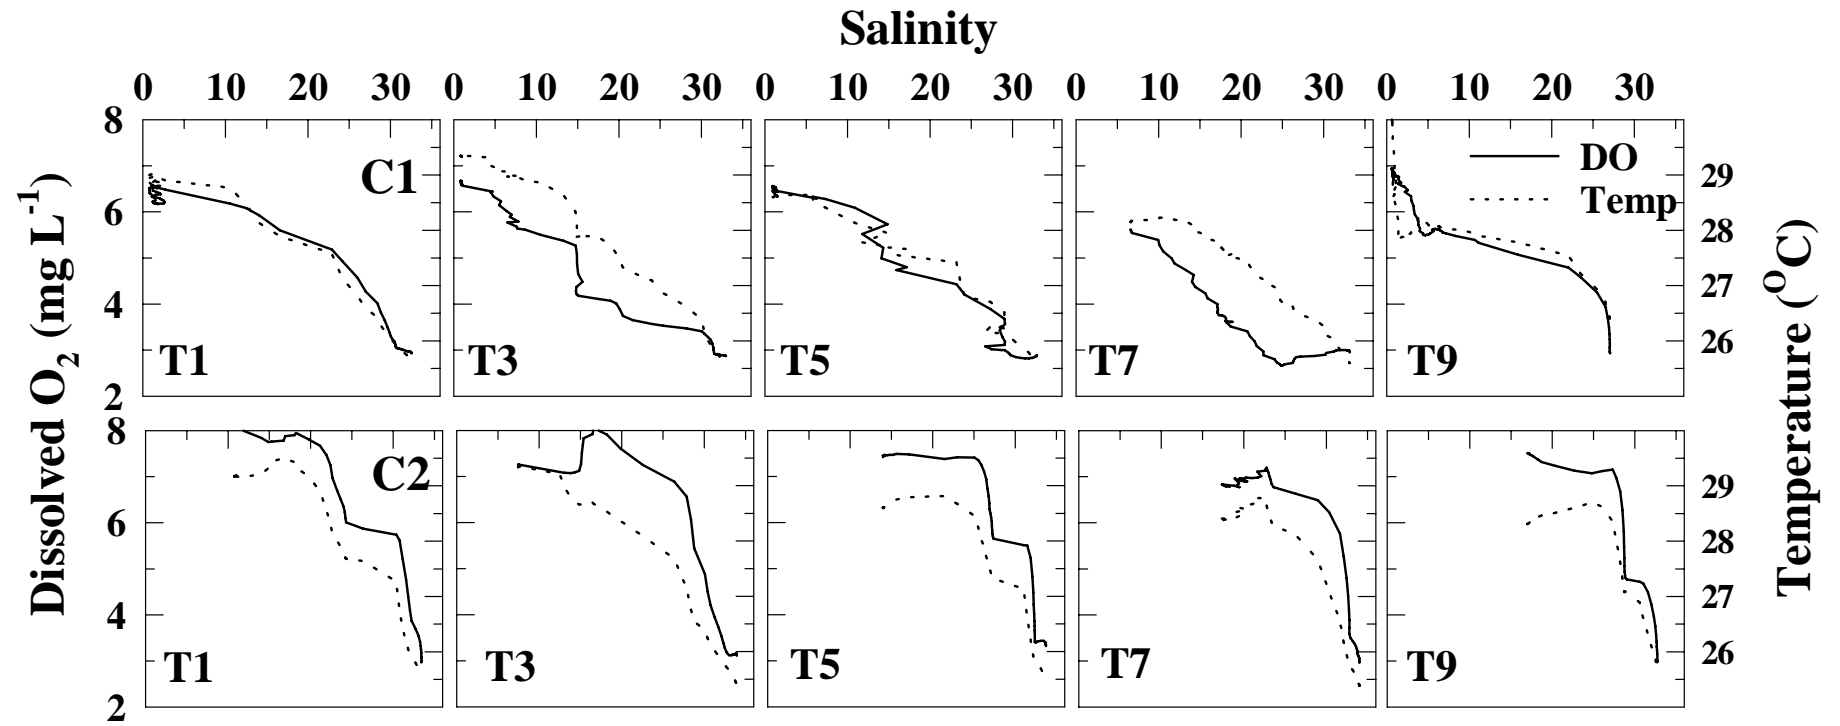 Salinity
0 10 20 30 0 10 20 30 0 10 20 30 0 10 20 30 0 10 20 30
8
6
4
2
C1
DO
Temp
T1 T3 T5 T7 T9
29
28
27
26
8
6
4
2
C2
T1 T3 T5 T7 T9
29
28
27
26
Dissolved O2 (mg L-1)
Temperature (OC)